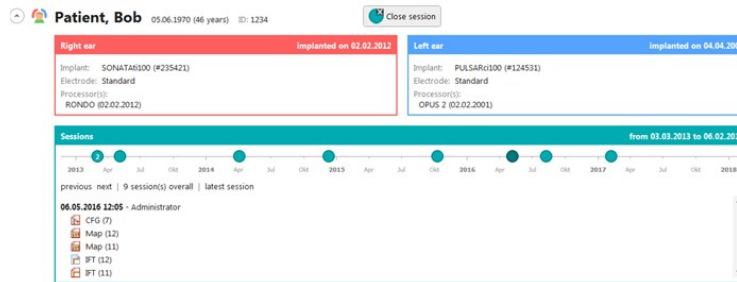 Patient, Bob 05.06.1970 (46 years) ID: 1234
Close session
Right ear implanted on 02.02.2012
Implant: SONATAti100 (#235421)
Electrode: Standard
Processor(s):
RONDO (02.02.2012)
Left ear implanted on 04.04.200
Implant: PULSARci100 (#124531)
Electrode: Standard
Processor(s):
OPUS 2 (02.02.2001)
Sessions from 03.03.2013 to 06.02.20
2
2013 Apr Jul Okt 2014 Apr Jul Okt 2015 Apr Jul Okt 2016 Apr Jul Okt 2017 Apr Jul Okt 2018
previous next | 9 session(s) overall | latest session
06.05.2016 12:05 - Administrator
CFG (7)
Map (12)
Map (11)
IFT (12)
IFT (11)